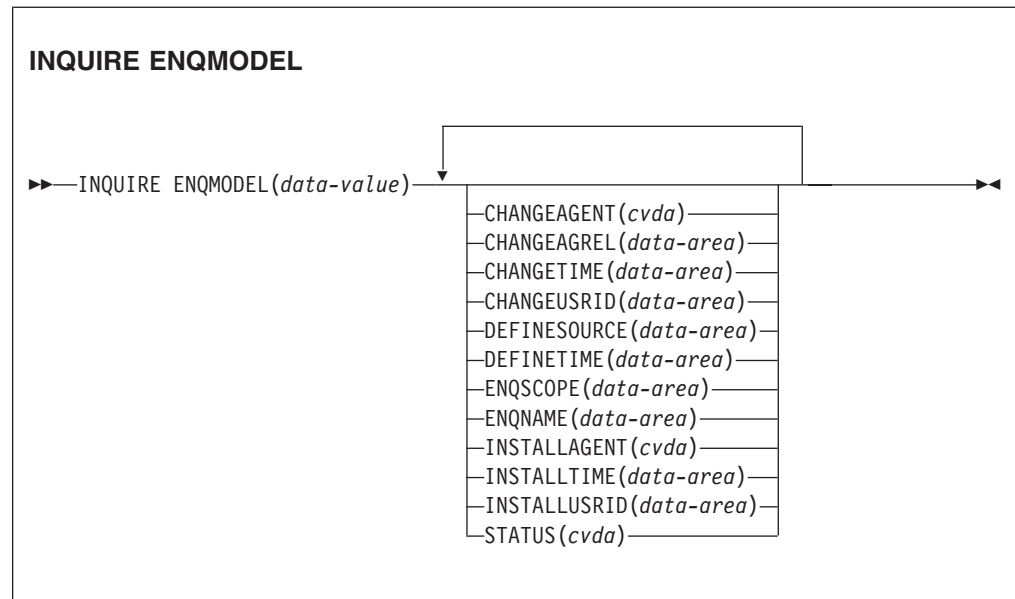 INQUIRE ENQMODEL
INQUIRE ENQMODEL(data-value)
CHANGEAGENT(cvda)
CHANGEAGREL(data-area)
CHANGETIME(data-area)
CHANGEUSRID(data-area)
DEFINESOURCE(data-area)
DEFINETIME(data-area)
ENQSCOPE(data-area)
ENQNAME(data-area)
INSTALLAGENT(cvda)
INSTALLTIME(data-area)
INSTALLUSRID(data-area)
STATUS(cvda)